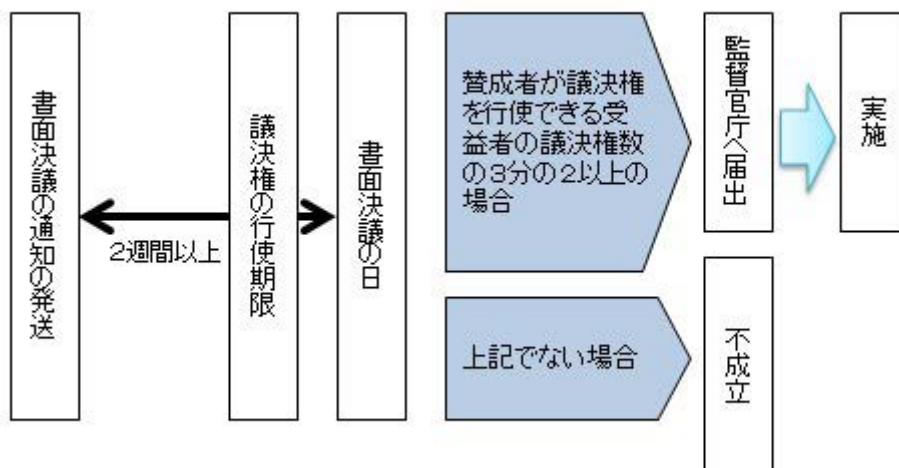 書面決議の通知の発送
2週間以上
議決権の行使期限
書面決議の日
賛成者が議決権
を行使できる受
益者の議決権数
の3分の2以上の
場合
監督官庁へ届出
実施
上記でない場合
不成立